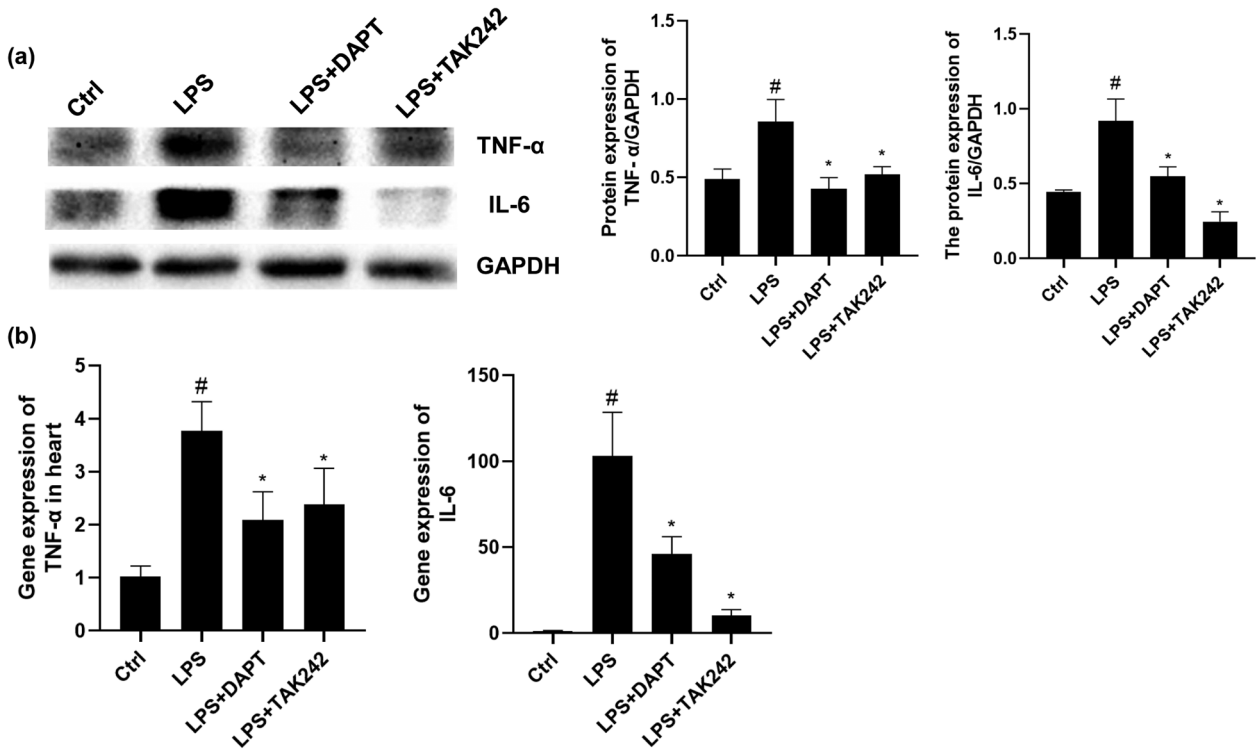 (a)
Ctrl
LPS
LPS+DAPT
LPS+TAK242
TNF-α
IL-6
GAPDH
Protein expression of
TNF- α/GAPDH
1.5
1.0
0.5
0.0
#
*
*
Ctrl
LPS
LPS+DAPT
LPS+TAK242
The protein expression of
IL-6/GAPDH
1.5
1.0
0.5
0.0
#
*
*
Ctrl
LPS
LPS+DAPT
LPS+TAK242
(b)
Gene expression of
TNF-α in heart
5
4
3
2
1
0
#
*
*
Ctrl
LPS
LPS+DAPT
LPS+TAK242
Gene expression of
IL-6
150
100
50
0
#
*
*
Ctrl
LPS
LPS+DAPT
LPS+TAK242